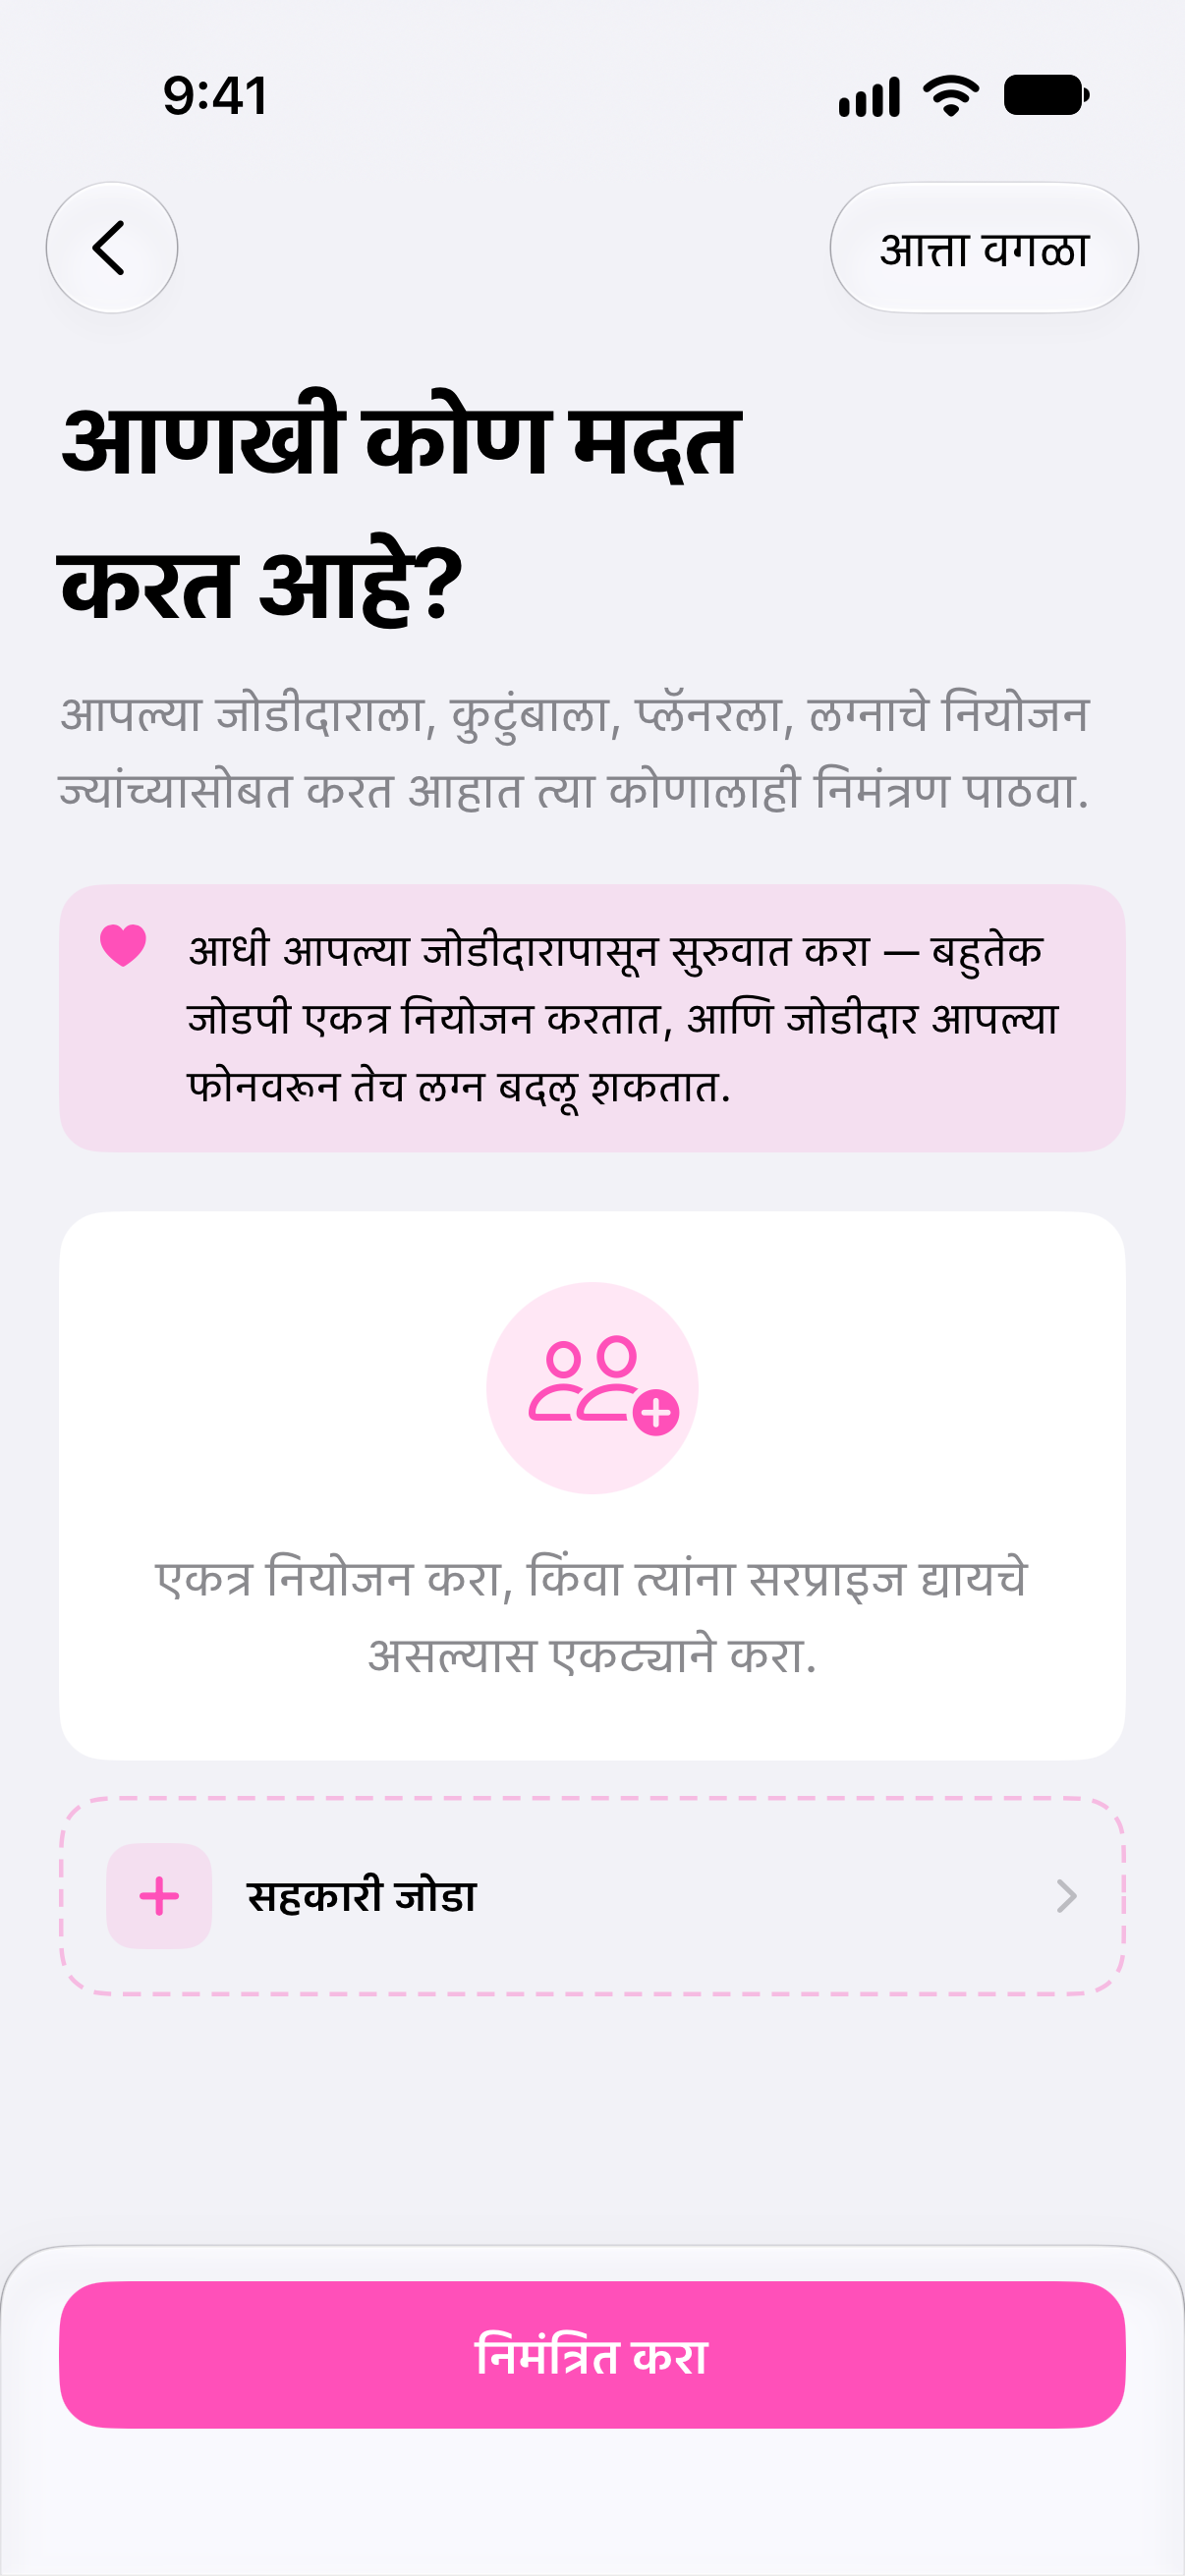 9:41
आत्ता वगळा
आणखी कोण मदत
करत आहे?
आपल्या जोडीदाराला, कुटुंबाला, प्लॅनरला, लग्नाचे नियोजन
ज्यांच्यासोबत करत आहात त्या कोणालाही निमंत्रण पाठवा.
आधी आपल्या जोडीदारापासून सुरुवात करा — बहुतेक
जोडपी एकत्र नियोजन करतात, आणि जोडीदार आपल्या
फोनवरून तेच लग्न बदलू शकतात.
एकत्र नियोजन करा, किंवा त्यांना सरप्राइज द्यायचे
असल्यास एकट्याने करा.
सहकारी जोडा
निमंत्रित करा